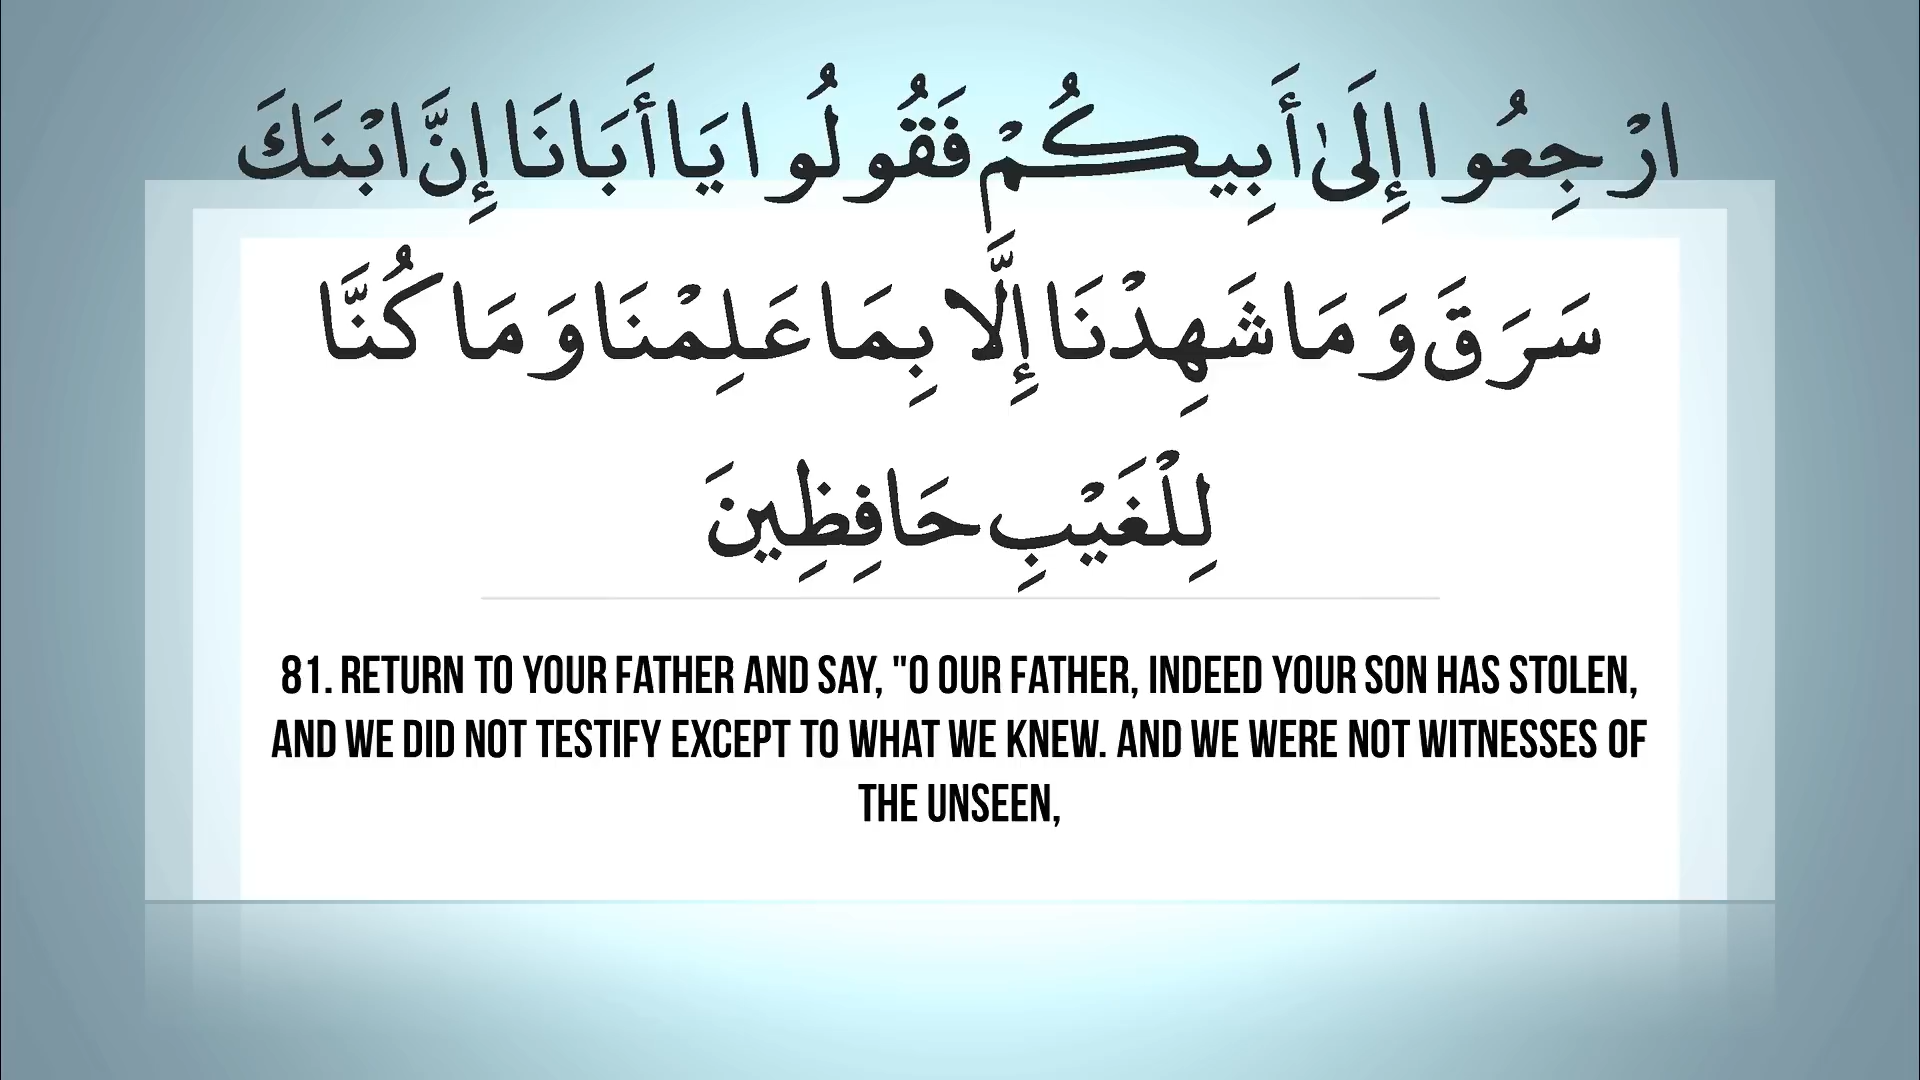 ارْجِعُوا إِلَىٰ أَبِيكُمْ فَقُولُوا يَا أَبَانَا إِنَّ ابْنَكَ
سَرَقَ وَمَا شَهِدْنَا إِلَّا بِمَا عَلِمْنَا وَمَا كُنَّا
لِلْغَيْبِ حَافِظِينَ
81. RETURN TO YOUR FATHER AND SAY, "O OUR FATHER, INDEED YOUR SON HAS STOLEN,
AND WE DID NOT TESTIFY EXCEPT TO WHAT WE KNEW. AND WE WERE NOT WITNESSES OF
THE UNSEEN,